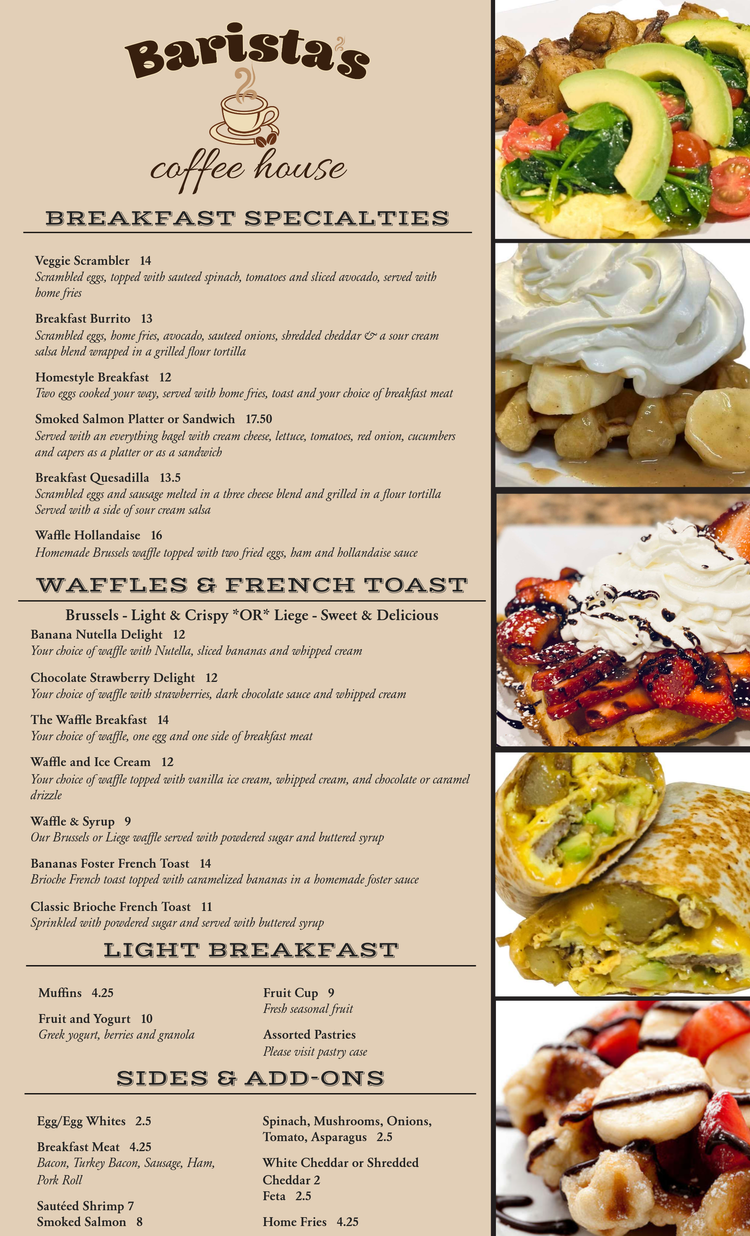 Barista's
coffee house
BREAKFAST SPECIALTIES
Veggie Scrambler 14
Scrambled eggs, topped with sauteed spinach, tomatoes and sliced avocado, served with
home fries
Breakfast Burrito 13
Scrambled eggs, home fries, avocado, sauteed onions, shredded cheddar & a sour cream
salsa blend wrapped in a grilled flour tortilla
Homestyle Breakfast 12
Two eggs cooked your way, served with home fries, toast and your choice of breakfast meat
Smoked Salmon Platter or Sandwich 17.50
Served with an everything bagel with cream cheese, lettuce, tomatoes, red onion, cucumbers
and capers as a platter or as a sandwich
Breakfast Quesadilla 13.5
Scrambled eggs and sausage melted in a three cheese blend and grilled in a flour tortilla
Served with a side of sour cream salsa
Waffle Hollandaise 16
Homemade Brussels waffle topped with two fried eggs, ham and hollandaise sauce
WAFFLES & FRENCH TOAST
Brussels - Light & Crispy *OR* Liege - Sweet & Delicious
Banana Nutella Delight 12
Your choice of waffle with Nutella, sliced bananas and whipped cream
Chocolate Strawberry Delight 12
Your choice of waffle with strawberries, dark chocolate sauce and whipped cream
The Waffle Breakfast 14
Your choice of waffle, one egg and one side of breakfast meat
Waffle and Ice Cream 12
Your choice of waffle topped with vanilla ice cream, whipped cream, and chocolate or caramel
drizzle
Waffle & Syrup 9
Our Brussels or Liege waffle served with powdered sugar and buttered syrup
Bananas Foster French Toast 14
Brioche French toast topped with caramelized bananas in a homemade foster sauce
Classic Brioche French Toast 11
Sprinkled with powdered sugar and served with buttered syrup
LIGHT BREAKFAST
Muffins 4.25
Fruit and Yogurt 10
Greek yogurt, berries and granola
Fruit Cup 9
Fresh seasonal fruit
Assorted Pastries
Please visit pastry case
SIDES & ADD-ONS
Egg/Egg Whites 2.5
Breakfast Meat 4.25
Bacon, Turkey Bacon, Sausage, Ham,
Pork Roll
Sautéed Shrimp 7
Smoked Salmon 8
Spinach, Mushrooms, Onions,
Tomato, Asparagus 2.5
White Cheddar or Shredded
Cheddar 2
Feta 2.5
Home Fries 4.25